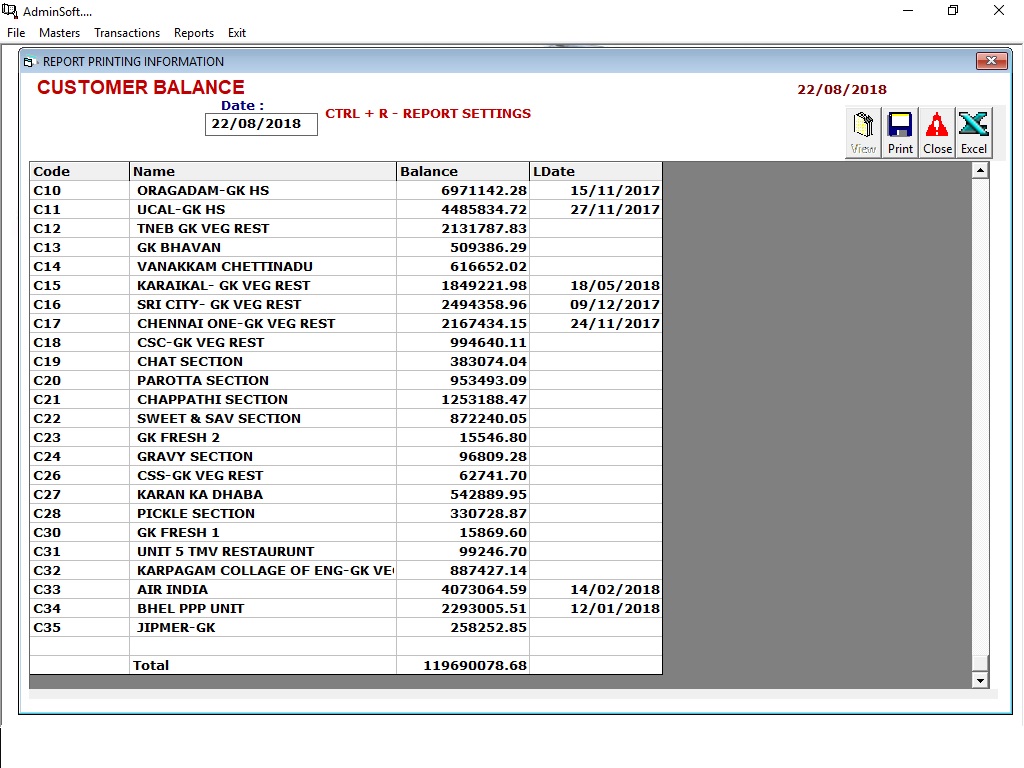 AdminSoft....
File Masters Transactions Reports Exit
REPORT PRINTING INFORMATION
CUSTOMER BALANCE
22/08/2018
Date :
22/08/2018
CTRL + R - REPORT SETTINGS
View Print Close Excel
Code Name Balance LDate
C10 ORAGADAM-GK HS 6971142.28 15/11/2017
C11 UCAL-GK HS 4485834.72 27/11/2017
C12 TNEB GK VEG REST 2131787.83
C13 GK BHAVAN 509386.29
C14 VANAKKAM CHETTINADU 616652.02
C15 KARAIKAL- GK VEG REST 1849221.98 18/05/2018
C16 SRI CITY- GK VEG REST 2494358.96 09/12/2017
C17 CHENNAI ONE-GK VEG REST 2167434.15 24/11/2017
C18 CSC-GK VEG REST 994640.11
C19 CHAT SECTION 383074.04
C20 PAROTTA SECTION 953493.09
C21 CHAPPATHI SECTION 1253188.47
C22 SWEET & SAV SECTION 872240.05
C23 GK FRESH 2 15546.80
C24 GRAVY SECTION 96809.28
C26 CSS-GK VEG REST 62741.70
C27 KARAN KA DHABA 542889.95
C28 PICKLE SECTION 330728.87
C30 GK FRESH 1 15869.60
C31 UNIT 5 TMV RESTAURUNT 99246.70
C32 KARPAGAM COLLAGE OF ENG-GK VE 887427.14
C33 AIR INDIA 4073064.59 14/02/2018
C34 BHEL PPP UNIT 2293005.51 12/01/2018
C35 JIPMER-GK 258252.85
Total 119690078.68